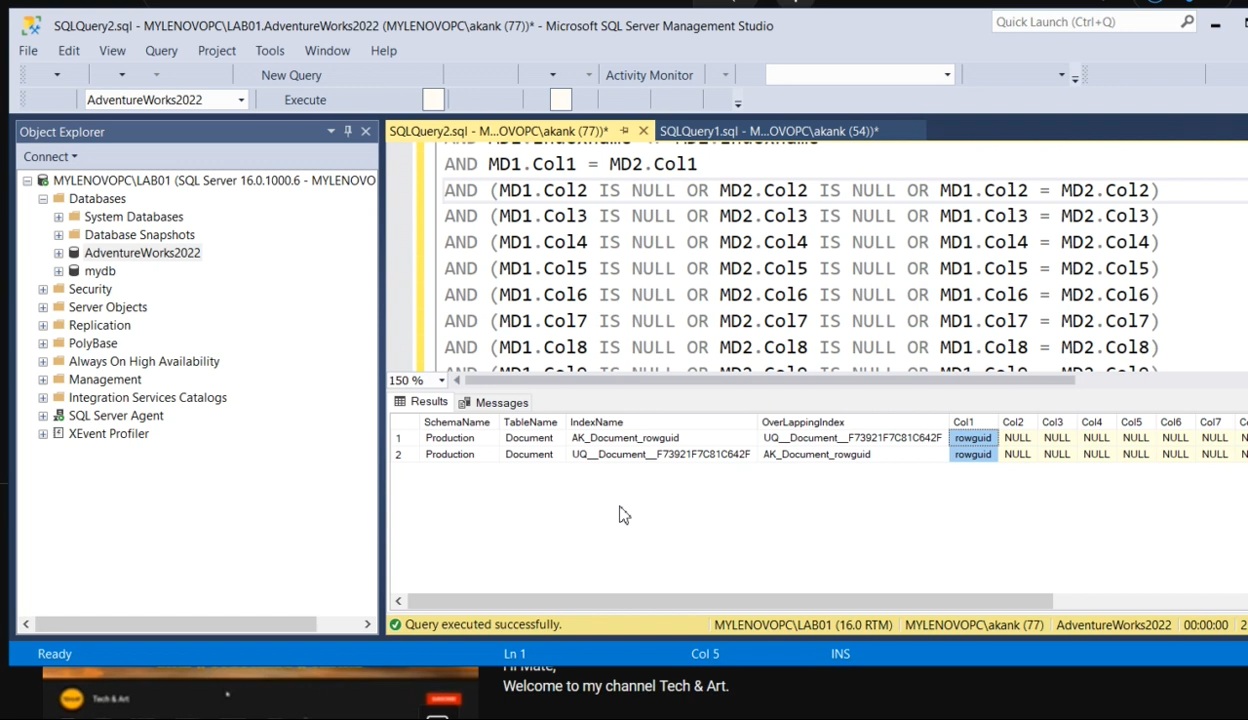 SQLQuery2.sql - MYLENOVOPC\LAB01.AdventureWorks2022 (MYLENOVOPC\akank (77))* - Microsoft SQL Server Management Studio
Quick Launch (Ctrl+Q)
File Edit View Query Project Tools Window Help
New Query Activity Monitor
AdventureWorks2022 Execute
Object Explorer
Connect
MYLENOVOPC\LAB01 (SQL Server 16.0.1000.6 - MYLENOVO
Databases
System Databases
Database Snapshots
AdventureWorks2022
mydb
Security
Server Objects
Replication
PolyBase
Always On High Availability
Management
Integration Services Catalogs
SQL Server Agent
XEvent Profiler
SQLQuery2.sql - M...OVOPC\akank (77))* SQLQuery1.sql - M...OVOPC\akank (54))*
AND MD1.Col1 = MD2.Col1
AND (MD1.Col2 IS NULL OR MD2.Col2 IS NULL OR MD1.Col2 = MD2.Col2)
AND (MD1.Col3 IS NULL OR MD2.Col3 IS NULL OR MD1.Col3 = MD2.Col3)
AND (MD1.Col4 IS NULL OR MD2.Col4 IS NULL OR MD1.Col4 = MD2.Col4)
AND (MD1.Col5 IS NULL OR MD2.Col5 IS NULL OR MD1.Col5 = MD2.Col5)
AND (MD1.Col6 IS NULL OR MD2.Col6 IS NULL OR MD1.Col6 = MD2.Col6)
AND (MD1.Col7 IS NULL OR MD2.Col7 IS NULL OR MD1.Col7 = MD2.Col7)
AND (MD1.Col8 IS NULL OR MD2.Col8 IS NULL OR MD1.Col8 = MD2.Col8)
150 %
Results Messages
SchemaName TableName IndexName OverLappingIndex Col1 Col2 Col3 Col4 Col5 Col6 Col7
1 Production Document AK_Document_rowguid UQ__Document__F73921F7C81C642F rowguid NULL NULL NULL NULL NULL NULL
2 Production Document UQ__Document__F73921F7C81C642F AK_Document_rowguid rowguid NULL NULL NULL NULL NULL NULL
Query executed successfully. MYLENOVOPC\LAB01 (16.0 RTM) MYLENOVOPC\akank (77) AdventureWorks2022 00:00:00 2
Ready Ln 1 Col 5 INS
Hi Mate,
Tech & Art
Welcome to my channel Tech & Art.